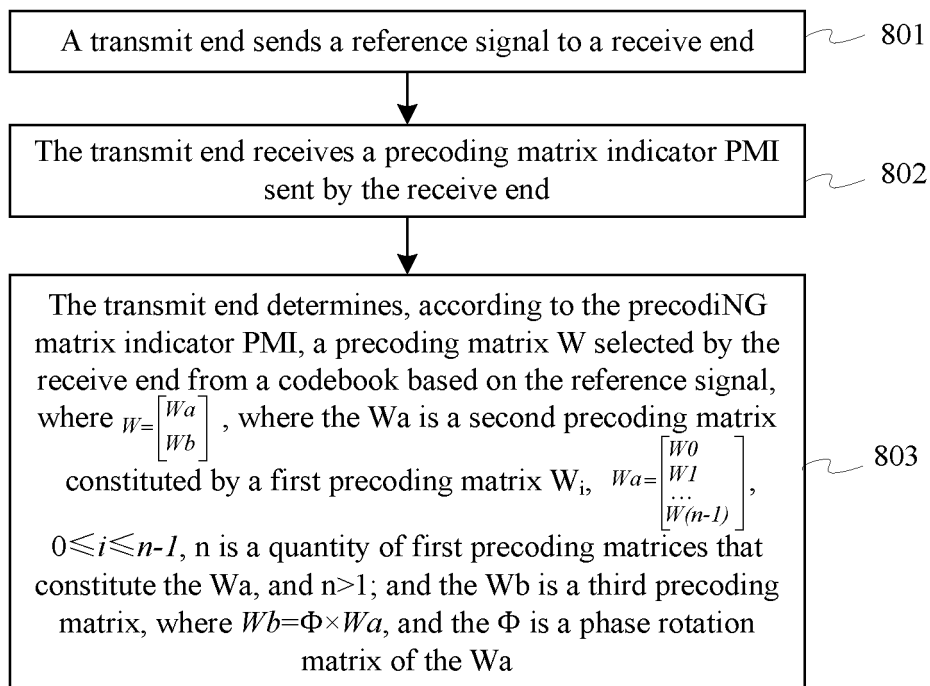 A transmit end sends a reference signal to a receive end
801
The transmit end receives a precoding matrix indicator PMI
sent by the receive end
802
The transmit end determines, according to the precodiNG
matrix indicator PMI, a precoding matrix W selected by the
receive end from a codebook based on the reference signal,
where W=[Wa Wb] , where the Wa is a second precoding matrix
constituted by a first precoding matrix Wi, Wa=[W0 W1 ... W(n-1)],
0≤i≤n-1, n is a quantity of first precoding matrices that
constitute the Wa, and n>1; and the Wb is a third precoding
matrix, where Wb=Φ×Wa, and the Φ is a phase rotation
matrix of the Wa
803